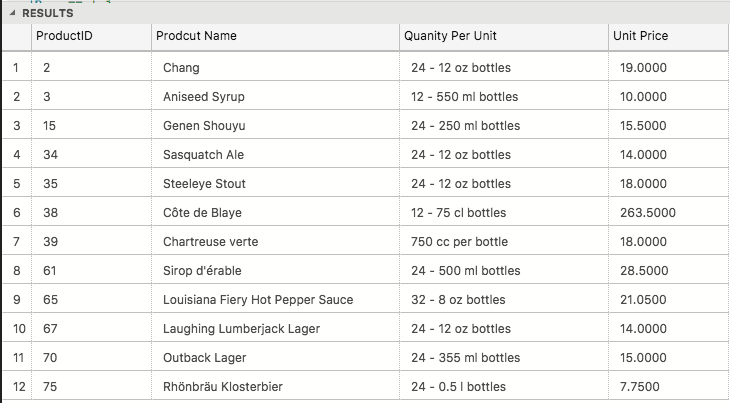 RESULTS
ProductID Prodcut Name Quanity Per Unit Unit Price
1 2 Chang 24 - 12 oz bottles 19.0000
2 3 Aniseed Syrup 12 - 550 ml bottles 10.0000
3 15 Genen Shouyu 24 - 250 ml bottles 15.5000
4 34 Sasquatch Ale 24 - 12 oz bottles 14.0000
5 35 Steeleye Stout 24 - 12 oz bottles 18.0000
6 38 Côte de Blaye 12 - 75 cl bottles 263.5000
7 39 Chartreuse verte 750 cc per bottle 18.0000
8 61 Sirop d'érable 24 - 500 ml bottles 28.5000
9 65 Louisiana Fiery Hot Pepper Sauce 32 - 8 oz bottles 21.0500
10 67 Laughing Lumberjack Lager 24 - 12 oz bottles 14.0000
11 70 Outback Lager 24 - 355 ml bottles 15.0000
12 75 Rhönbräu Klosterbier 24 - 0.5 l bottles 7.7500